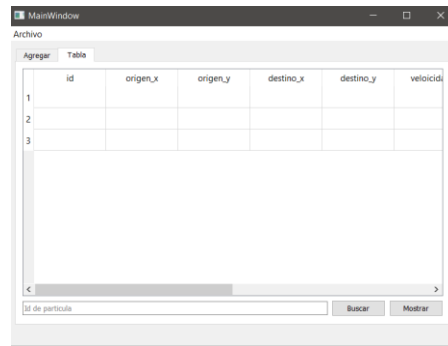 MainWindow
Archivo
Agregar Tabla
id origen_x origen_y destino_x destino_y veloicida
1
2
3
Id de particula Buscar Mostrar